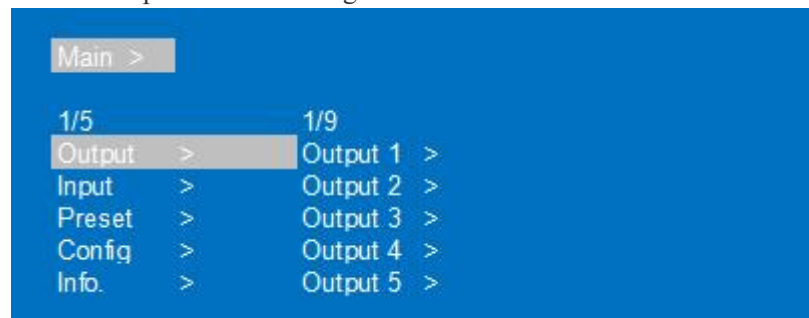 Main >
1/5 1/9
Output > Output 1 >
Input > Output 2 >
Preset > Output 3 >
Config > Output 4 >
Info. > Output 5 >